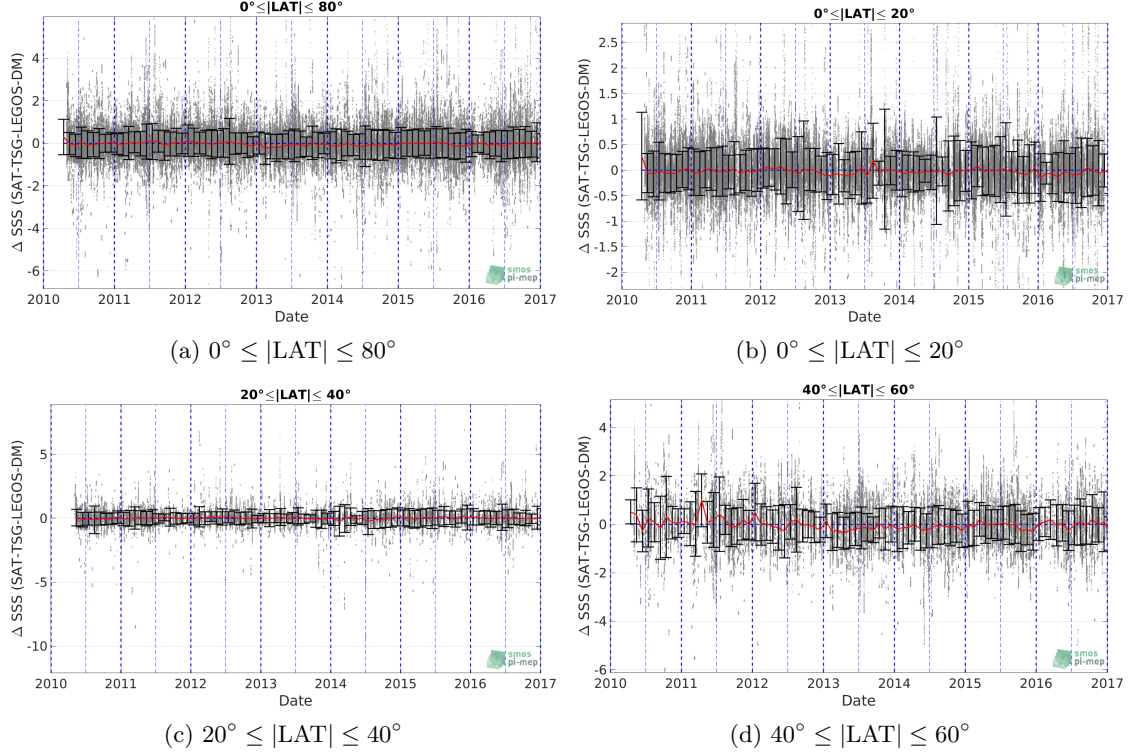 0°≤|LAT|≤ 80°
Δ SSS (SAT-TSG-LEGOS-DM)
4
2
0
-2
-4
-6
2010 2011 2012 2013 2014 2015 2016 2017
Date
smos
pi-mep
(a) 0° ≤ |LAT| ≤ 80°
0°≤|LAT|≤ 20°
Δ SSS (SAT-TSG-LEGOS-DM)
2.5
2
1.5
1
0.5
0
-0.5
-1
-1.5
-2
2010 2011 2012 2013 2014 2015 2016 2017
Date
smos
pi-mep
(b) 0° ≤ |LAT| ≤ 20°
20°≤|LAT|≤ 40°
Δ SSS (SAT-TSG-LEGOS-DM)
5
0
-5
-10
2010 2011 2012 2013 2014 2015 2016 2017
Date
smos
pi-mep
(c) 20° ≤ |LAT| ≤ 40°
40°≤|LAT|≤ 60°
Δ SSS (SAT-TSG-LEGOS-DM)
4
2
0
-2
-4
-6
2010 2011 2012 2013 2014 2015 2016 2017
Date
smos
pi-mep
(d) 40° ≤ |LAT| ≤ 60°